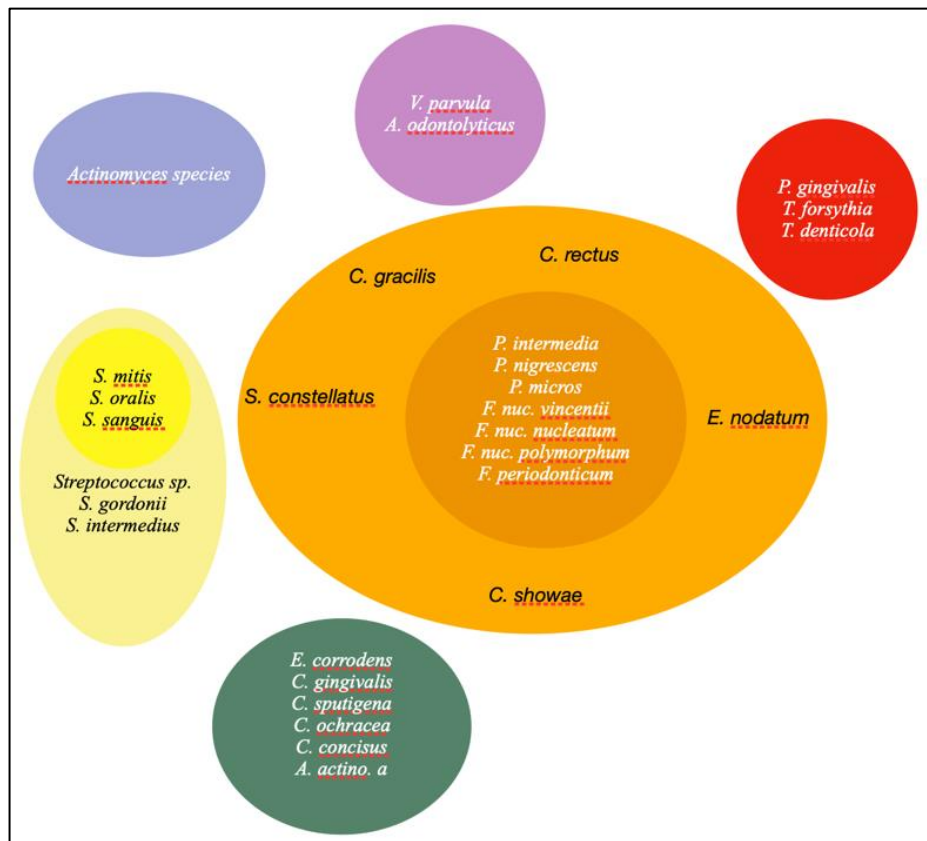 V. parvula
A. odontolyticus
Actinomyces species
P. gingivalis
T. forsythia
T. denticola
C. rectus
C. gracilis
P. intermedia
P. nigrescens
P. micros
F. nuc. vincentii
F. nuc. nucleatum
F. nuc. polymorphum
F. periodonticum
S. constellatus
E. nodatum
C. showae
S. mitis
S. oralis
S. sanguis
Streptococcus sp.
S. gordonii
S. intermedius
E. corrodens
C. gingivalis
C. sputigena
C. ochracea
C. concisus
A. actino. a